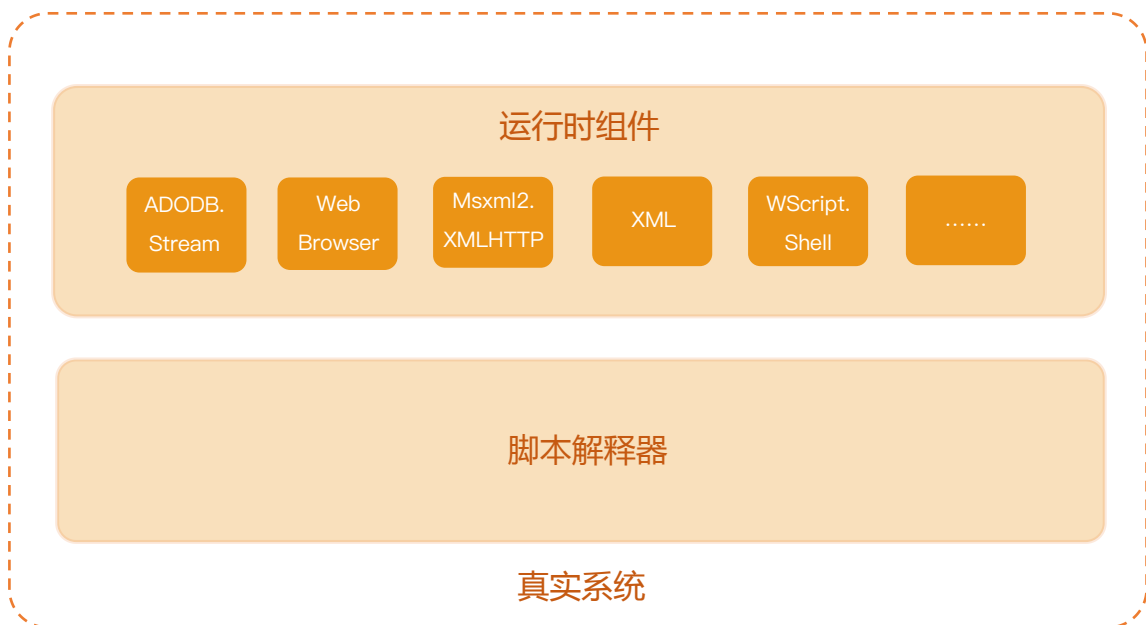 运行时组件
ADODB.
Stream
Web
Browser
Msxml2.
XMLHTTP
XML
WScript.
Shell
……
脚本解释器
真实系统